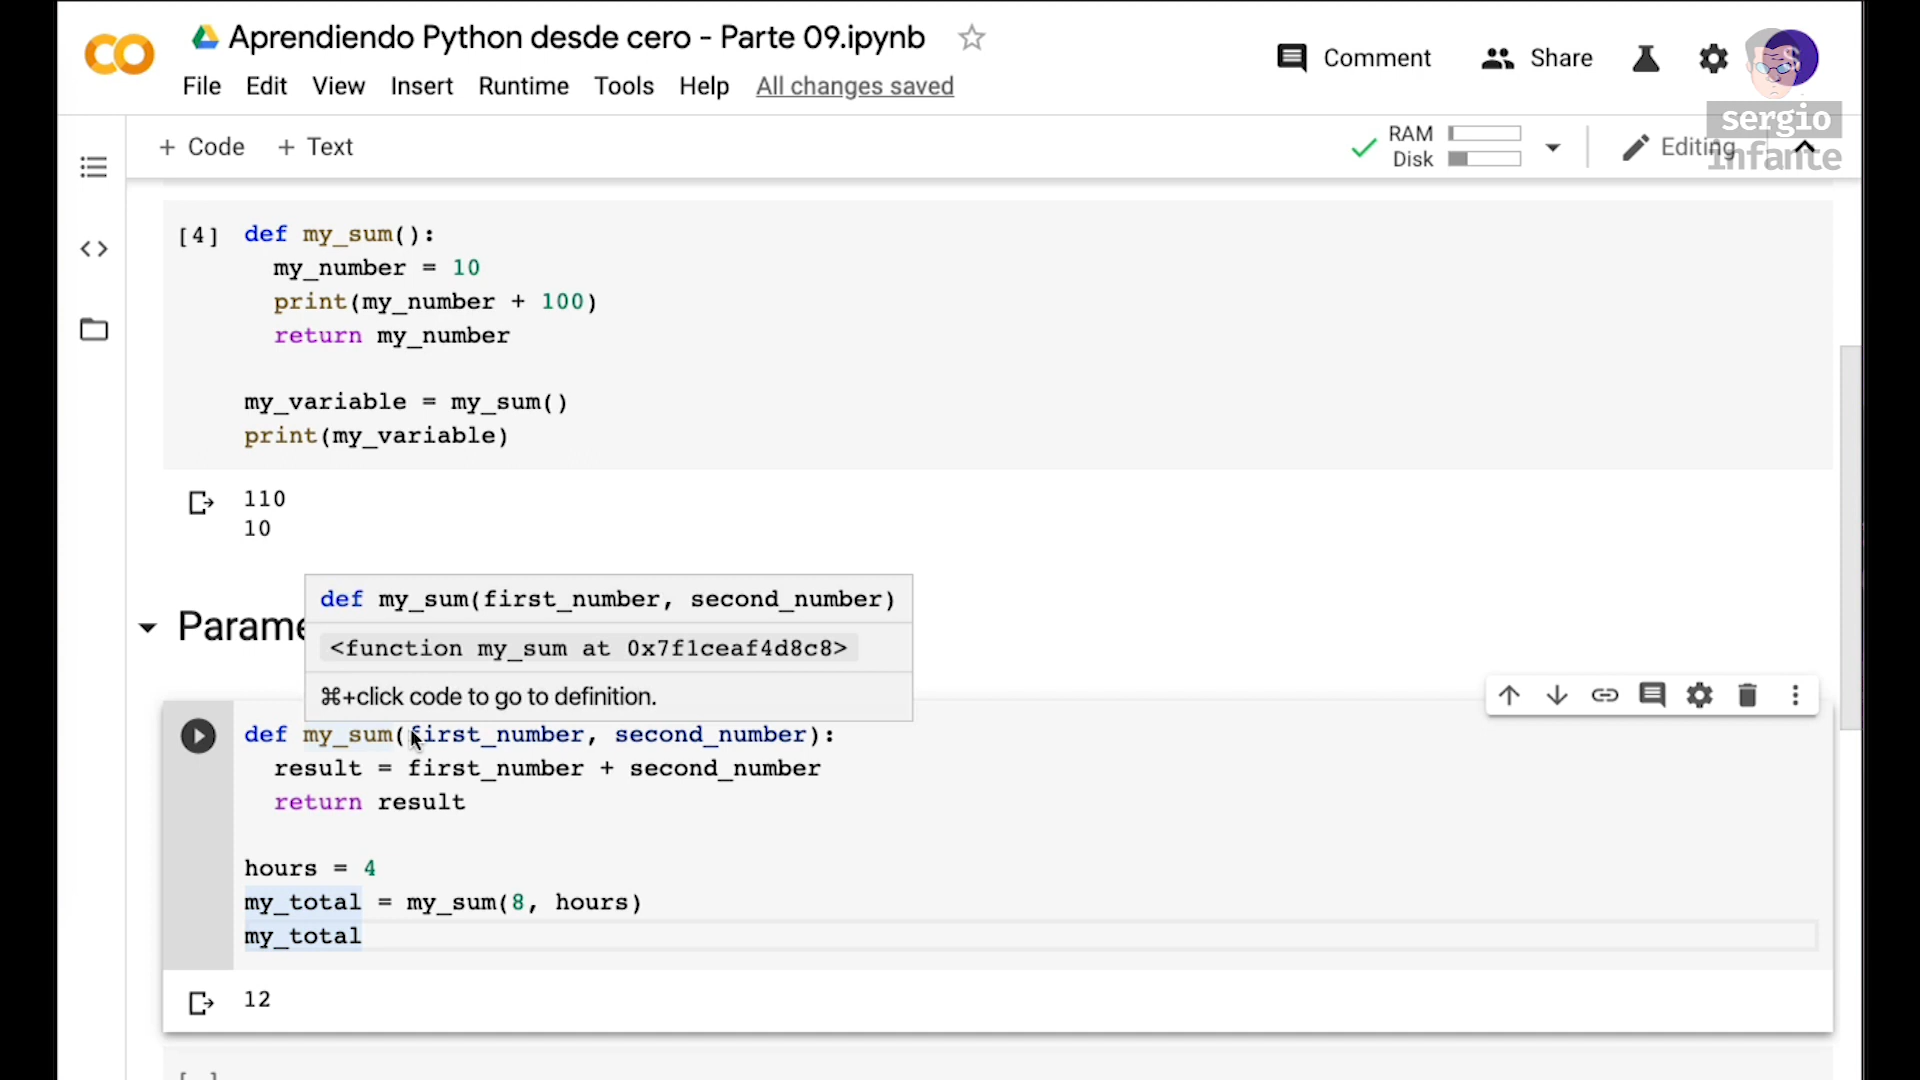 Aprendiendo Python desde cero - Parte 09.ipynb
File Edit View Insert Runtime Tools Help All changes saved
Comment Share
sergio
infante
+ Code + Text
RAM
Disk
Editing
[4] def my_sum():
my_number = 10
print(my_number + 100)
return my_number
my_variable = my_sum()
print(my_variable)
110
10
Parame
def my_sum(first_number, second_number)
<function my_sum at 0x7f1ceaf4d8c8>
⌘+click code to go to definition.
def my_sum(first_number, second_number):
result = first_number + second_number
return result
hours = 4
my_total = my_sum(8, hours)
my_total
12